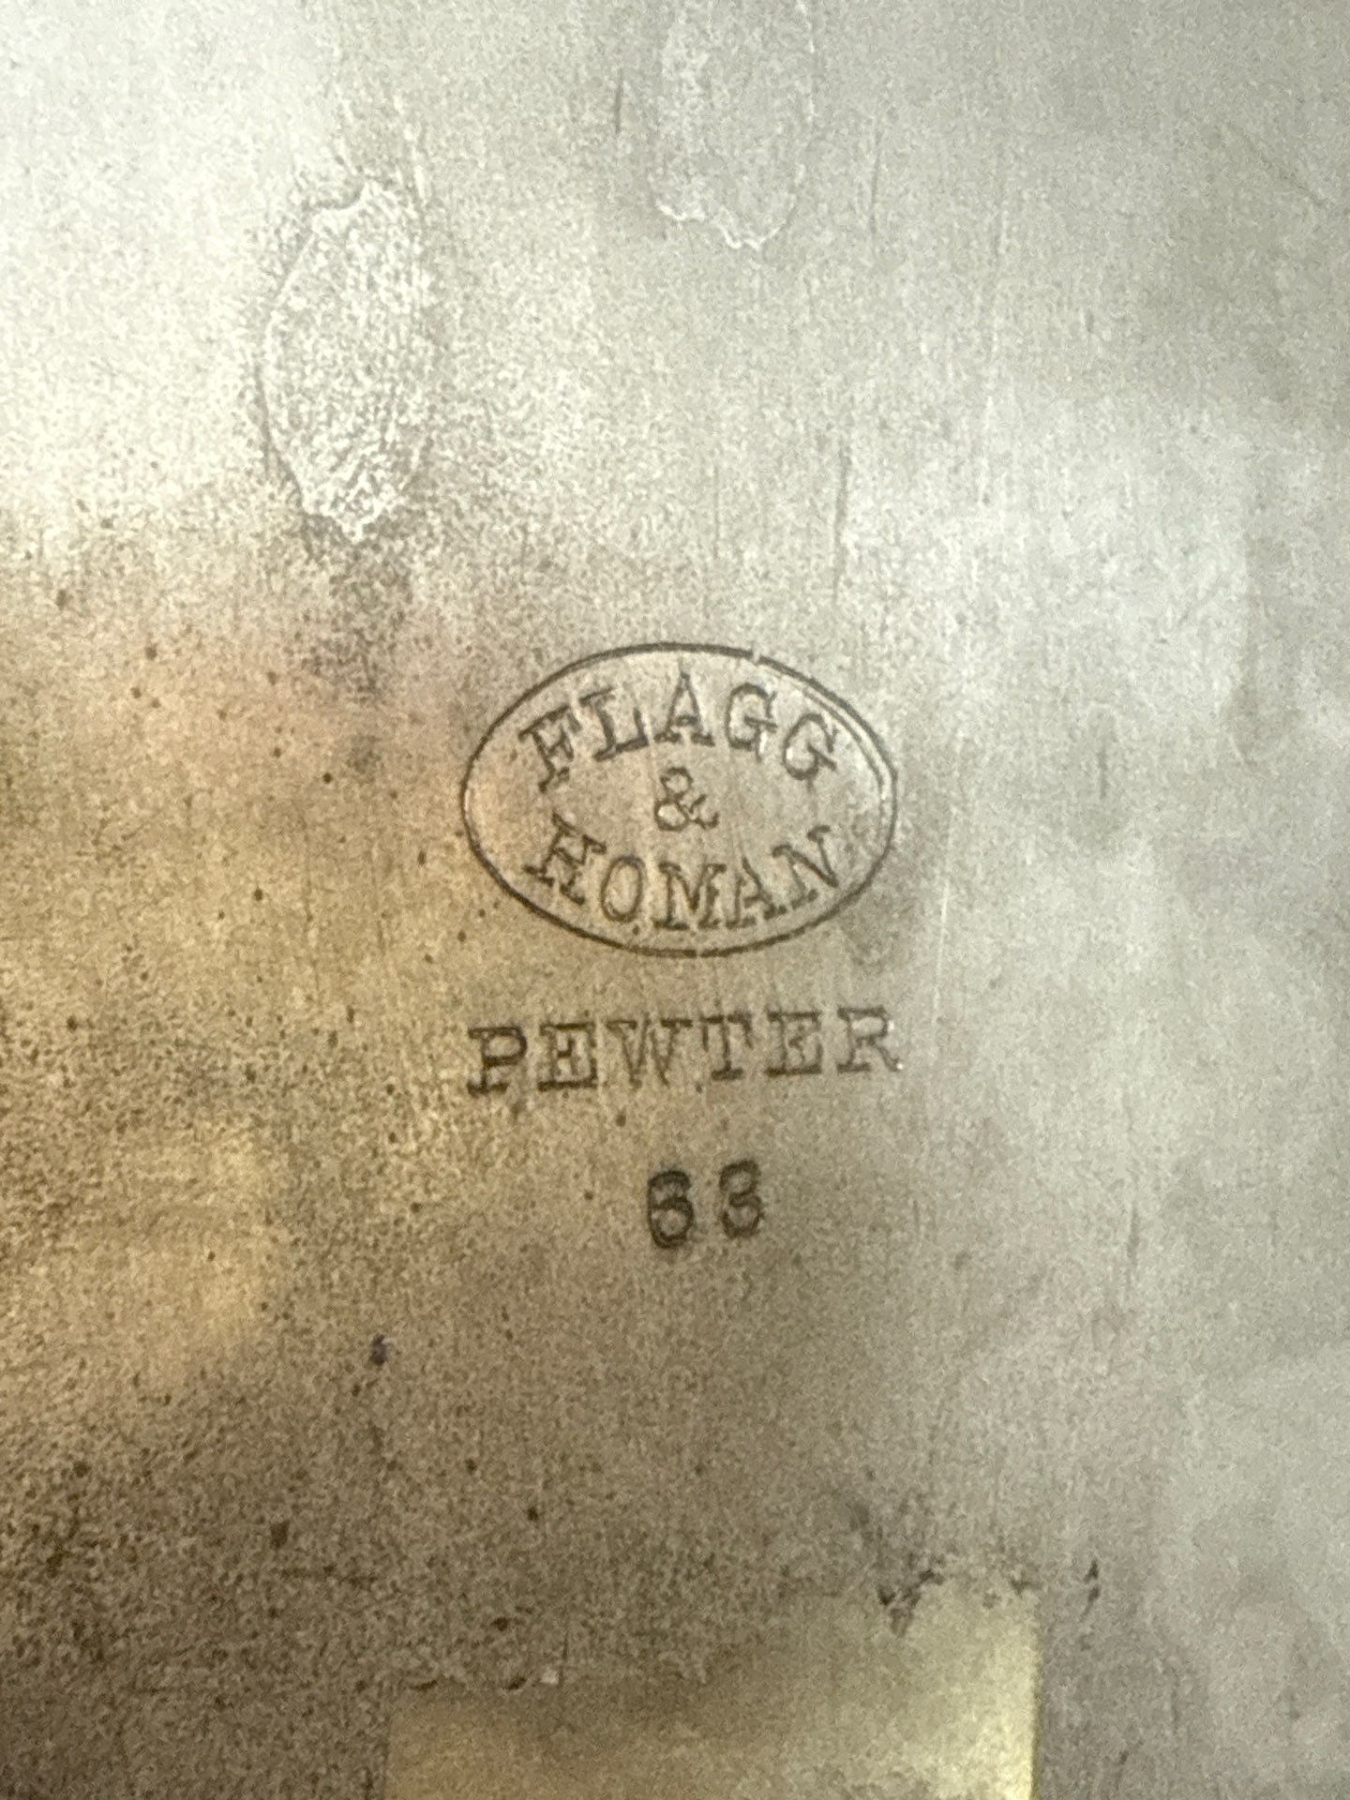 FLAGG
&
HOMAN
PEWTER
63